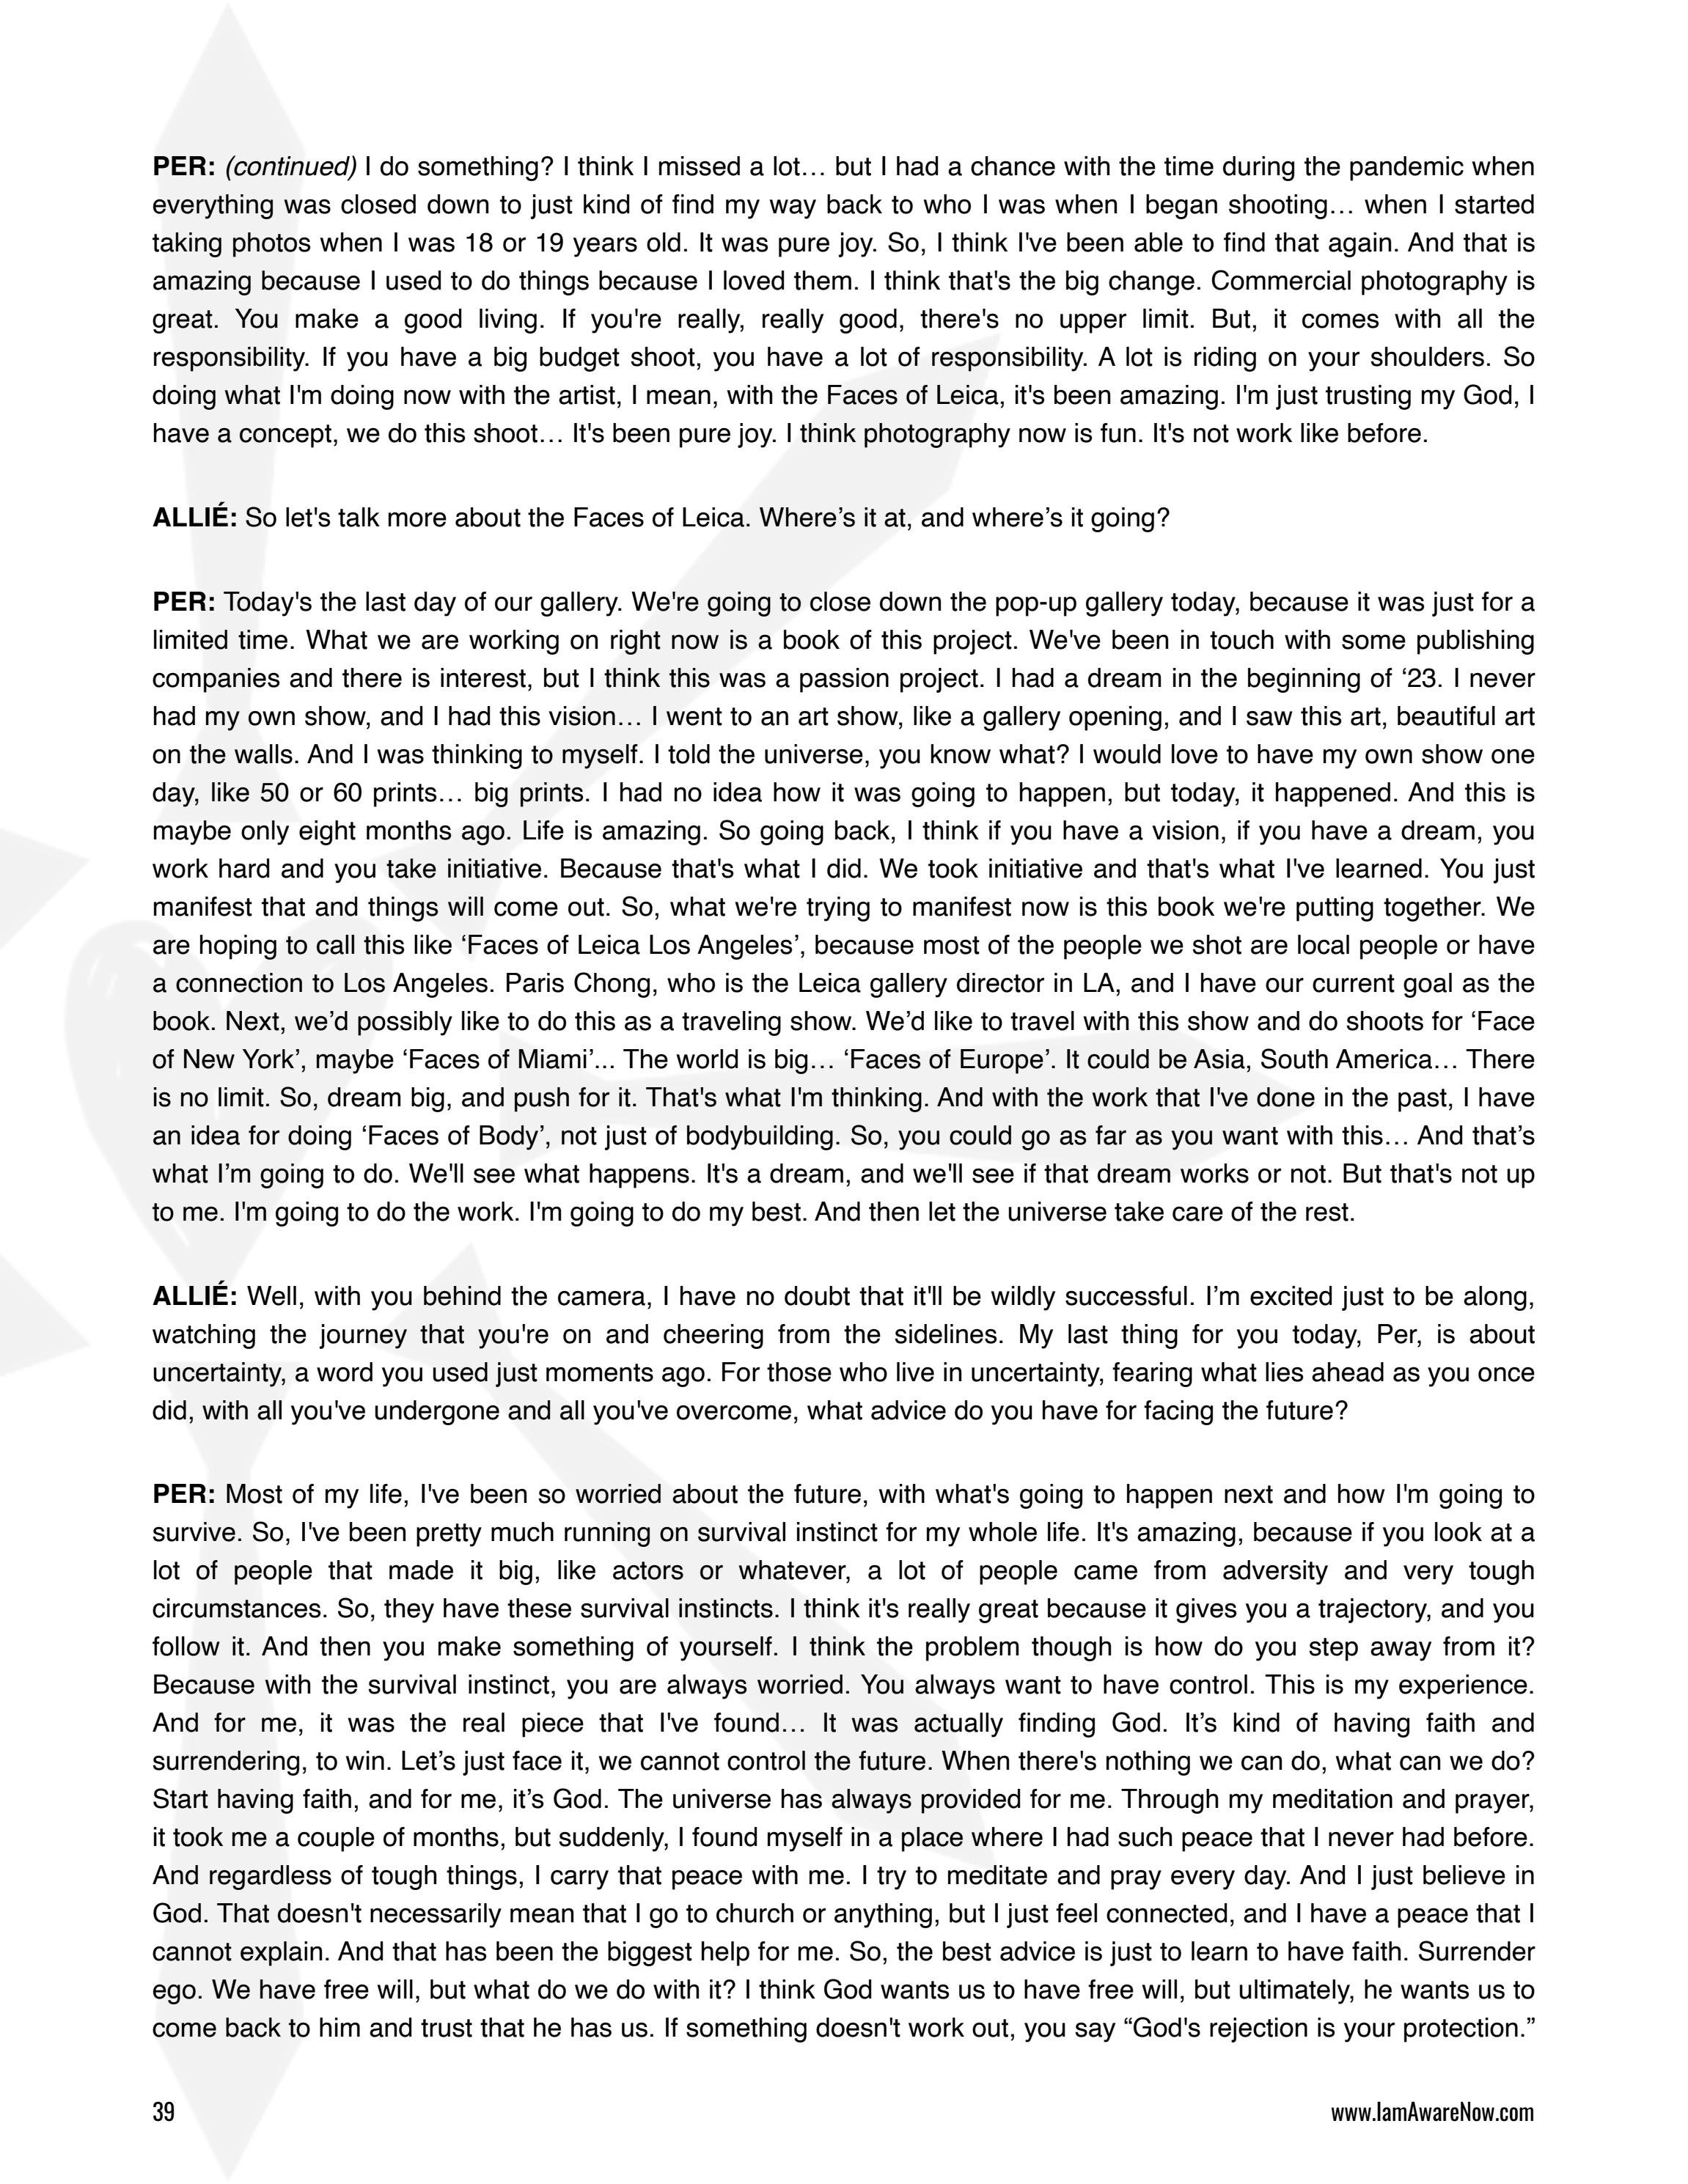 PER: (continued) I do something? I think I missed a lot… but I had a chance with the time during the pandemic when
everything was closed down to just kind of find my way back to who I was when I began shooting… when I started
taking photos when I was 18 or 19 years old. It was pure joy. So, I think I've been able to find that again. And that is
amazing because I used to do things because I loved them. I think that's the big change. Commercial photography is
great. You make a good living. If you're really, really good, there's no upper limit. But, it comes with all the
responsibility. If you have a big budget shoot, you have a lot of responsibility. A lot is riding on your shoulders. So
doing what I'm doing now with the artist, I mean, with the Faces of Leica, it's been amazing. I'm just trusting my God, I
have a concept, we do this shoot… It's been pure joy. I think photography now is fun. It's not work like before.
ALLIÉ: So let's talk more about the Faces of Leica. Where’s it at, and where’s it going?
PER: Today's the last day of our gallery. We're going to close down the pop-up gallery today, because it was just for a
limited time. What we are working on right now is a book of this project. We've been in touch with some publishing
companies and there is interest, but I think this was a passion project. I had a dream in the beginning of ‘23. I never
had my own show, and I had this vision… I went to an art show, like a gallery opening, and I saw this art, beautiful art
on the walls. And I was thinking to myself. I told the universe, you know what? I would love to have my own show one
day, like 50 or 60 prints… big prints. I had no idea how it was going to happen, but today, it happened. And this is
maybe only eight months ago. Life is amazing. So going back, I think if you have a vision, if you have a dream, you
work hard and you take initiative. Because that's what I did. We took initiative and that's what I've learned. You just
manifest that and things will come out. So, what we're trying to manifest now is this book we're putting together. We
are hoping to call this like ‘Faces of Leica Los Angeles’, because most of the people we shot are local people or have
a connection to Los Angeles. Paris Chong, who is the Leica gallery director in LA, and I have our current goal as the
book. Next, we’d possibly like to do this as a traveling show. We’d like to travel with this show and do shoots for ‘Face
of New York’, maybe ‘Faces of Miami’... The world is big… ‘Faces of Europe’. It could be Asia, South America… There
is no limit. So, dream big, and push for it. That's what I'm thinking. And with the work that I've done in the past, I have
an idea for doing ‘Faces of Body’, not just of bodybuilding. So, you could go as far as you want with this… And that’s
what I’m going to do. We'll see what happens. It's a dream, and we'll see if that dream works or not. But that's not up
to me. I'm going to do the work. I'm going to do my best. And then let the universe take care of the rest.
ALLIÉ: Well, with you behind the camera, I have no doubt that it'll be wildly successful. I’m excited just to be along,
watching the journey that you're on and cheering from the sidelines. My last thing for you today, Per, is about
uncertainty, a word you used just moments ago. For those who live in uncertainty, fearing what lies ahead as you once
did, with all you've undergone and all you've overcome, what advice do you have for facing the future?
PER: Most of my life, I've been so worried about the future, with what's going to happen next and how I'm going to
survive. So, I've been pretty much running on survival instinct for my whole life. It's amazing, because if you look at a
lot of people that made it big, like actors or whatever, a lot of people came from adversity and very tough
circumstances. So, they have these survival instincts. I think it's really great because it gives you a trajectory, and you
follow it. And then you make something of yourself. I think the problem though is how do you step away from it?
Because with the survival instinct, you are always worried. You always want to have control. This is my experience.
And for me, it was the real piece that I've found… It was actually finding God. It’s kind of having faith and
surrendering, to win. Let’s just face it, we cannot control the future. When there's nothing we can do, what can we do?
Start having faith, and for me, it’s God. The universe has always provided for me. Through my meditation and prayer,
it took me a couple of months, but suddenly, I found myself in a place where I had such peace that I never had before.
And regardless of tough things, I carry that peace with me. I try to meditate and pray every day. And I just believe in
God. That doesn't necessarily mean that I go to church or anything, but I just feel connected, and I have a peace that I
cannot explain. And that has been the biggest help for me. So, the best advice is just to learn to have faith. Surrender
ego. We have free will, but what do we do with it? I think God wants us to have free will, but ultimately, he wants us to
come back to him and trust that he has us. If something doesn't work out, you say “God's rejection is your protection.”
39
www.IamAwareNow.com